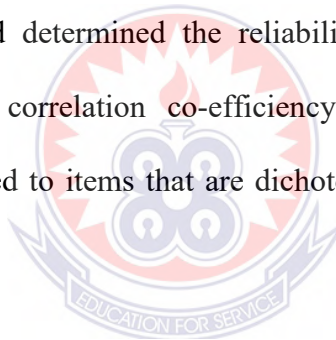 d determined the reliabili
correlation co-efficiency
ed to items that are dichot
EDUCATION FOR SERVICE